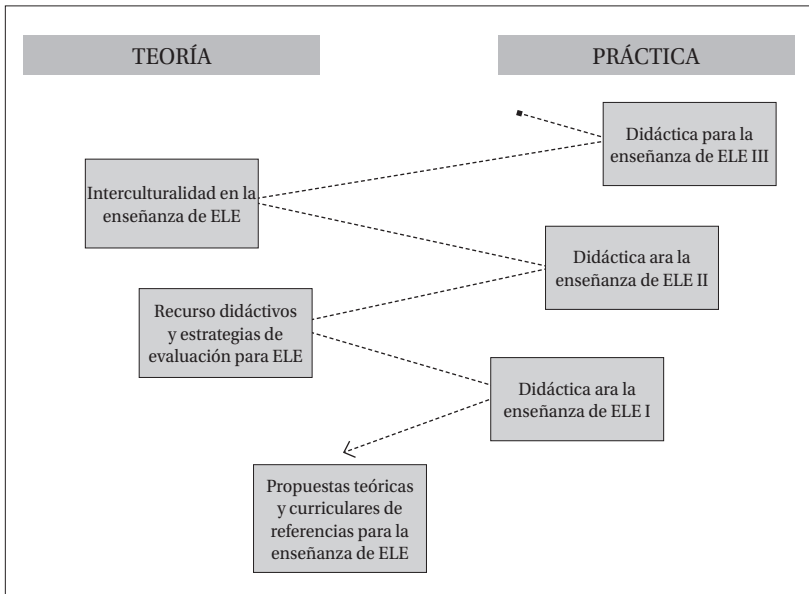 TEORÍA
PRÁCTICA
Didáctica para la
enseñanza de ELE III
Interculturalidad en la
enseñanza de ELE
Didáctica ara la
enseñanza de ELE II
Recurso didáctivos
y estrategias de
evaluación para ELE
Didáctica ara la
enseñanza de ELE I
Propuestas teóricas
y curriculares de
referencias para la
enseñanza de ELE